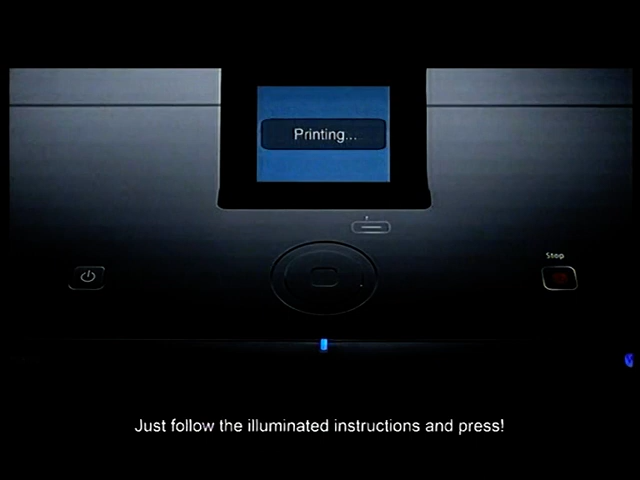 Printing...
Stop
Just follow the illuminated instructions and press!